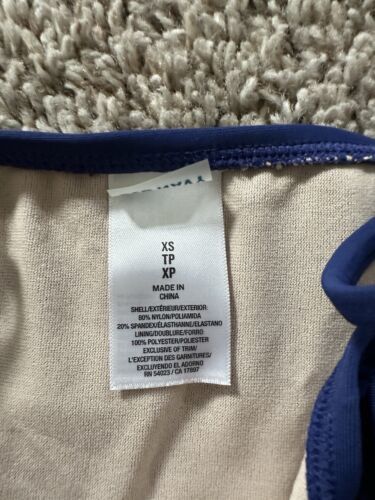 XS
TP
XP
MADE IN
CHINA
SHELL/EXTÉRIEUR/EXTERIOR:
80% NYLON/POLIAMIDA
20% SPANDEX/ÉLASTHANNE/ELASTANO
LINING/DOUBLURE/FORRO:
100% POLYESTER/POLIÉSTER
EXCLUSIVE OF TRIM/
L'EXCEPTION DES GARNITURES/
EXCLUYENDO EL ADORNO
RN 54023 / CA 17897